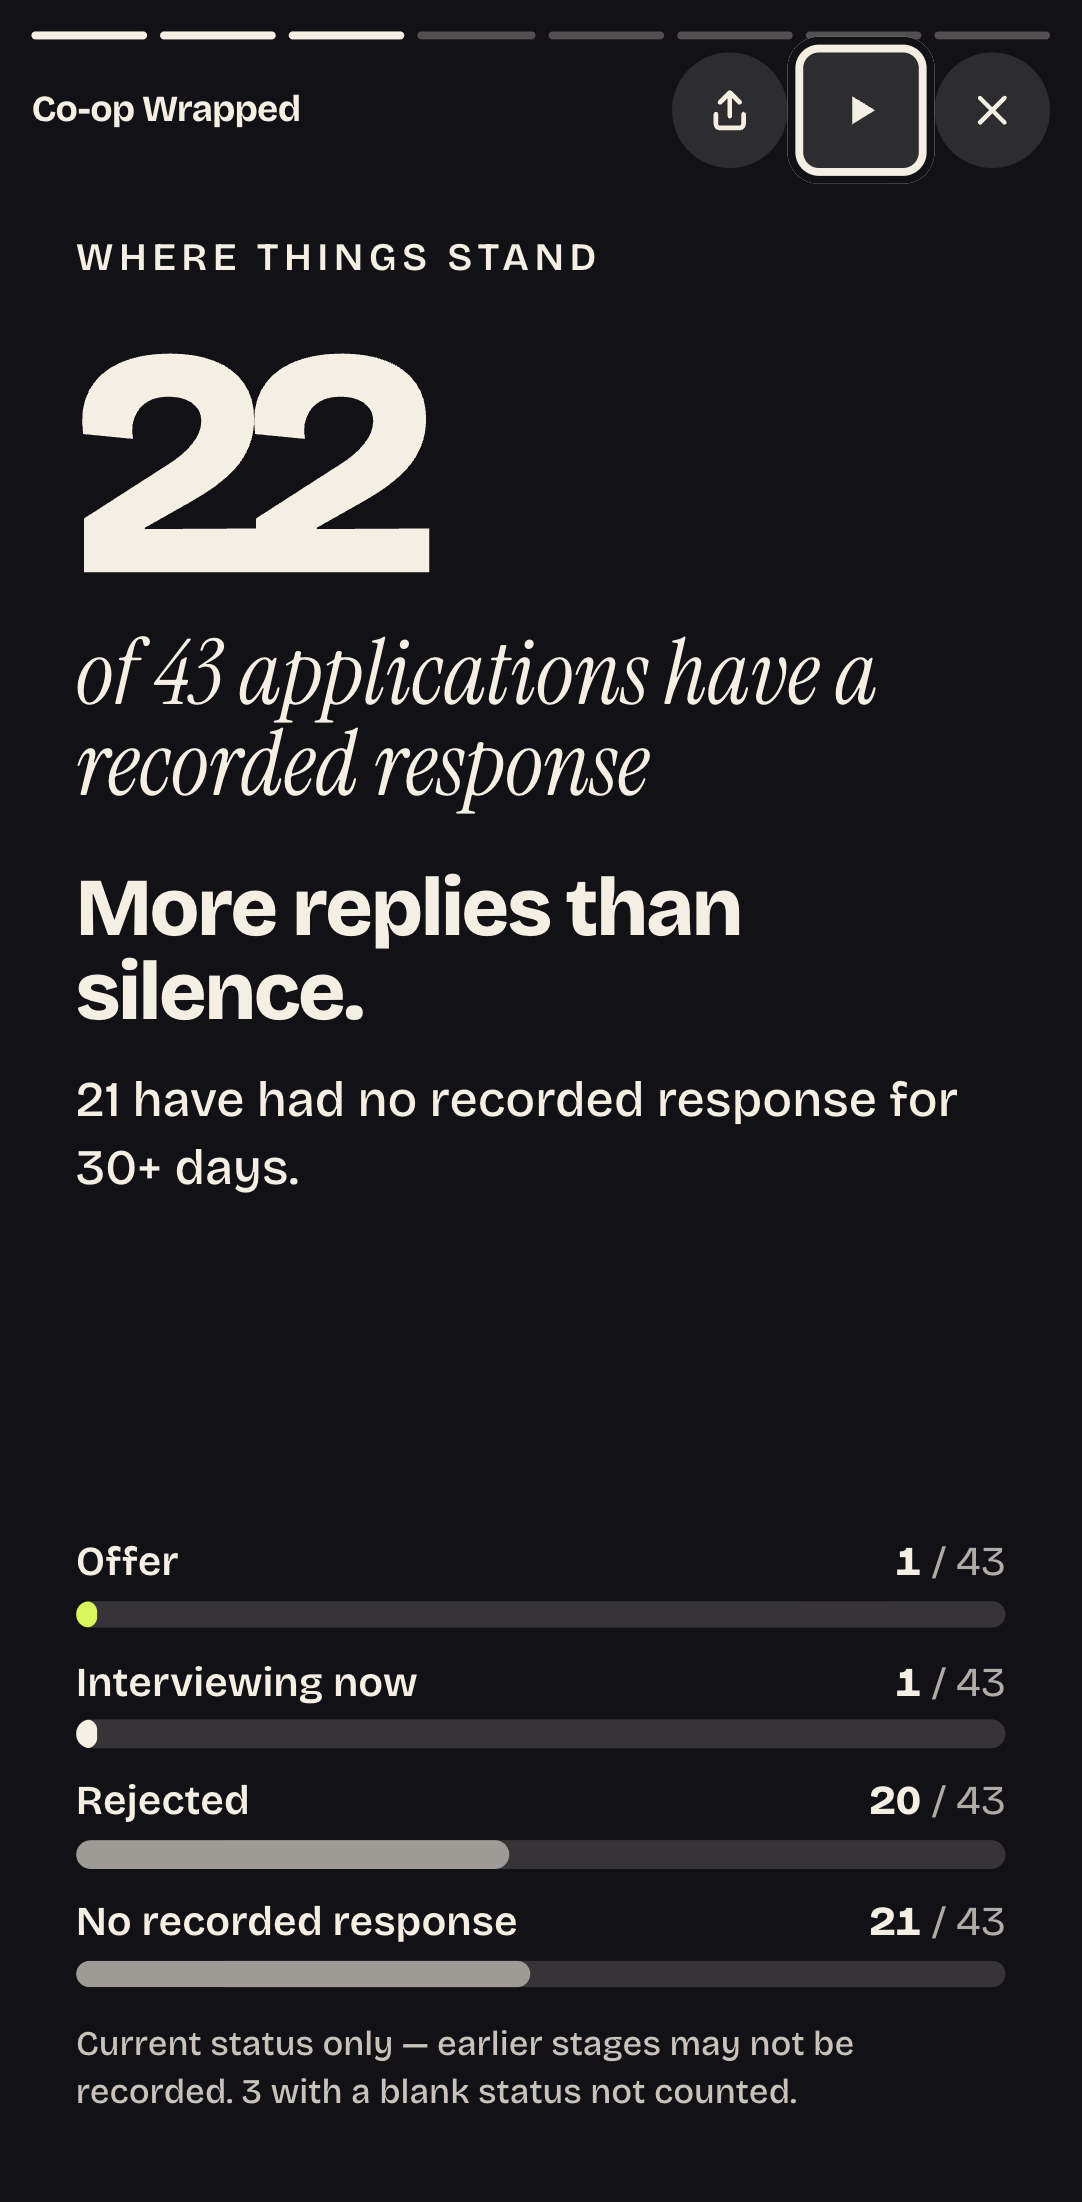 Co-op Wrapped
WHERE THINGS STAND
22
of 43 applications have a
recorded response
More replies than
silence.
21 have had no recorded response for
30+ days.
Offer 1 / 43
Interviewing now 1 / 43
Rejected 20 / 43
No recorded response 21 / 43
Current status only — earlier stages may not be
recorded. 3 with a blank status not counted.